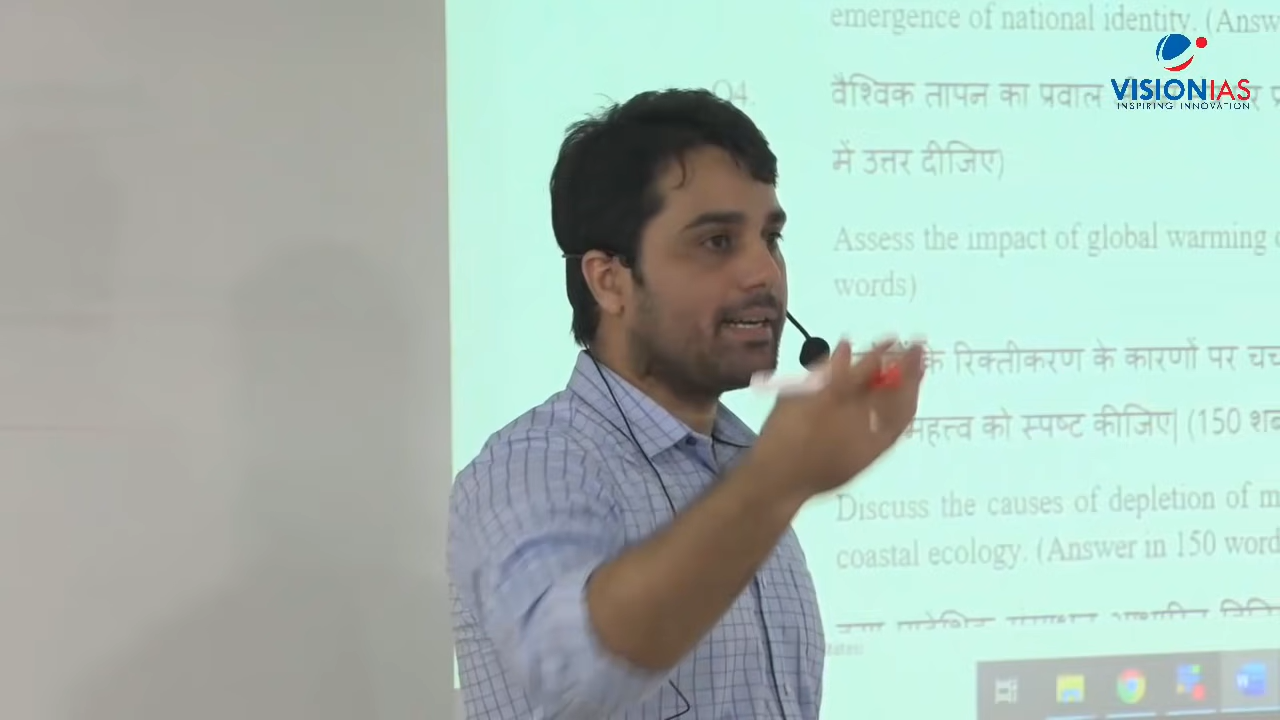 emergence of national identity. (Answ
VISIONIAS
INSPIRING INNOVATION
Q4.
वैश्विक तापन का प्रवाल
में उत्तर दीजिए)
Assess the impact of global warming
words)
के रिक्तीकरण के कारणों पर चर्च
महत्त्व को स्पष्ट कीजिए| (150 शब्द
Discuss the causes of depletion of m
coastal ecology. (Answer in 150 word